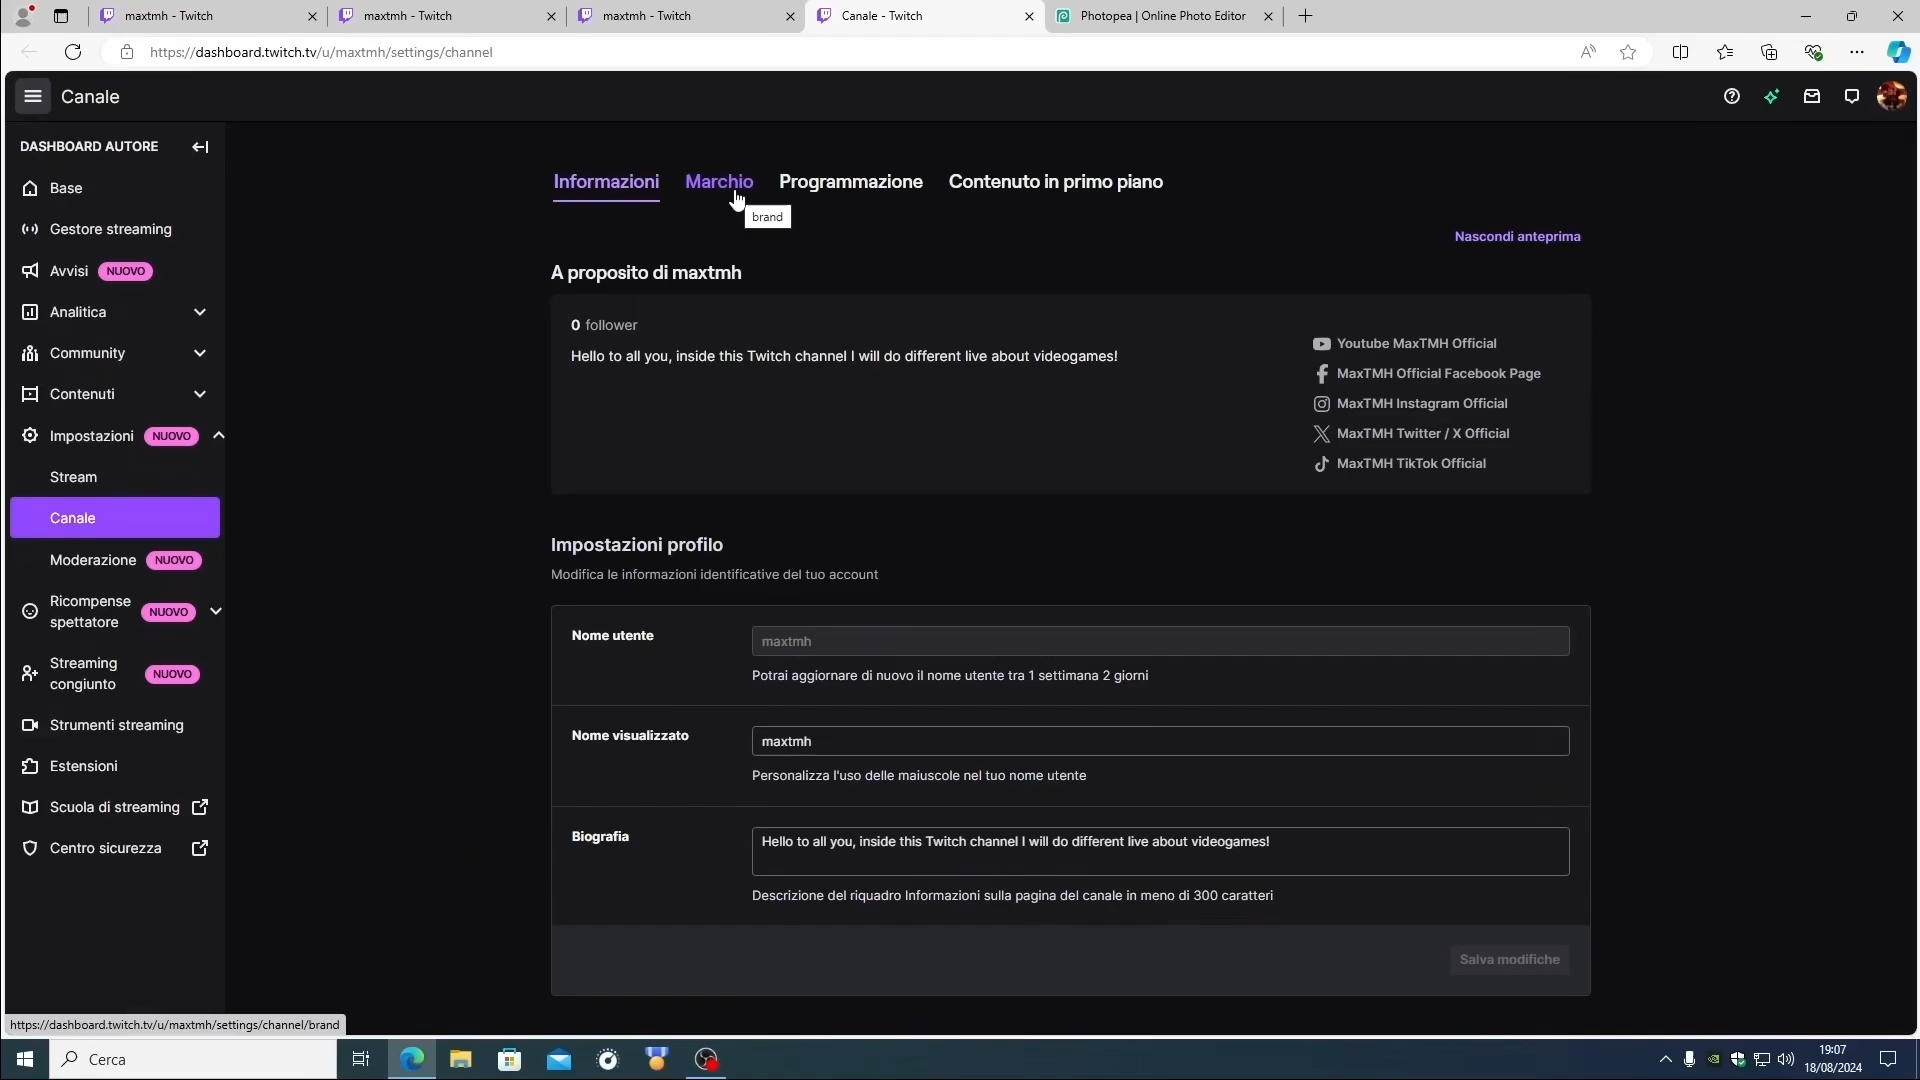 maxtmh - Twitch
maxtmh - Twitch
maxtmh - Twitch
Canale - Twitch
Photopea | Online Photo Editor
https://dashboard.twitch.tv/u/maxtmh/settings/channel
Canale
DASHBOARD AUTORE
Base
Gestore streaming
Avvisi NUOVO
Analitica
Community
Contenuti
Impostazioni NUOVO
Stream
Canale
Moderazione NUOVO
Ricompense
spettatore
NUOVO
Streaming
congiunto
NUOVO
Strumenti streaming
Estensioni
Scuola di streaming
Centro sicurezza
Informazioni Marchio Programmazione Contenuto in primo piano
brand
Nascondi anteprima
A proposito di maxtmh
0 follower
Hello to all you, inside this Twitch channel I will do different live about videogames!
Youtube MaxTMH Official
MaxTMH Official Facebook Page
MaxTMH Instagram Official
MaxTMH Twitter / X Official
MaxTMH TikTok Official
Impostazioni profilo
Modifica le informazioni identificative del tuo account
Nome utente
maxtmh
Potrai aggiornare di nuovo il nome utente tra 1 settimana 2 giorni
Nome visualizzato
maxtmh
Personalizza l'uso delle maiuscole nel tuo nome utente
Biografia
Hello to all you, inside this Twitch channel I will do different live about videogames!
Descrizione del riquadro Informazioni sulla pagina del canale in meno di 300 caratteri
Salva modifiche
https://dashboard.twitch.tv/u/maxtmh/settings/channel/brand
Cerca
19:07
18/08/2024